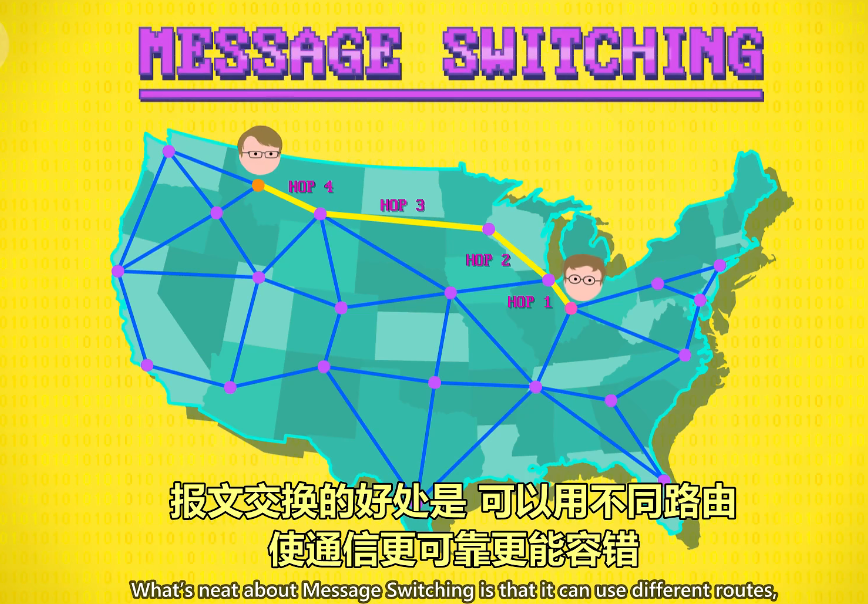 MESSAGE SWITCHING
HOP 4
HOP 3
HOP 2
HOP 1
报文交换的好处是 可以用不同路由
使通信更可靠更能容错
What's neat about Message Switching is that it can use different routes,